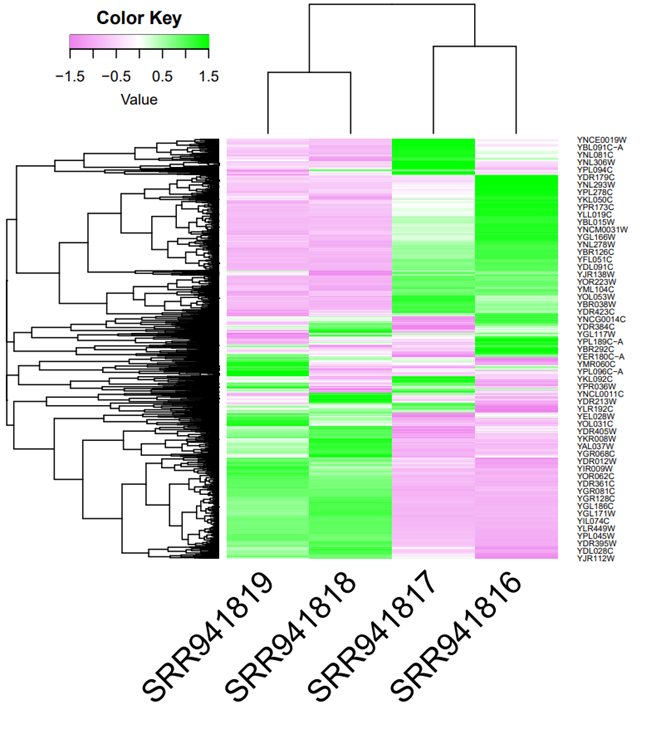 Color Key
−1.5 −0.5 0.5 1.5
Value
YNCE0019W
YBL091C−A
YNL081C
YNL306W
YPL094C
YDR179C
YNL293W
YPL278C
YKL050C
YPR173C
YLL019C
YBL015W
YNCM0031W
YGL166W
YNL278W
YBR126C
YFL051C
YDL091C
YJR138W
YOR223W
YML104C
YOL053W
YBR038W
YDR423C
YNCG0014C
YDR384C
YGL117W
YPL189C−A
YBR292C
YER180C−A
YMR060C
YPL096C−A
YKL092C
YPR036W
YNCL0011C
YDR213W
YLR192C
YEL028W
YOL031C
YDR405W
YKR008W
YAL037W
YGR068C
YDR012W
YIR009W
YOR062C
YDR361C
YGR081C
YGR128C
YGL186C
YGL171W
YIL074C
YLR449W
YPL045W
YDR395W
YDL028C
YJR112W
SRR941819
SRR941818
SRR941817
SRR941816